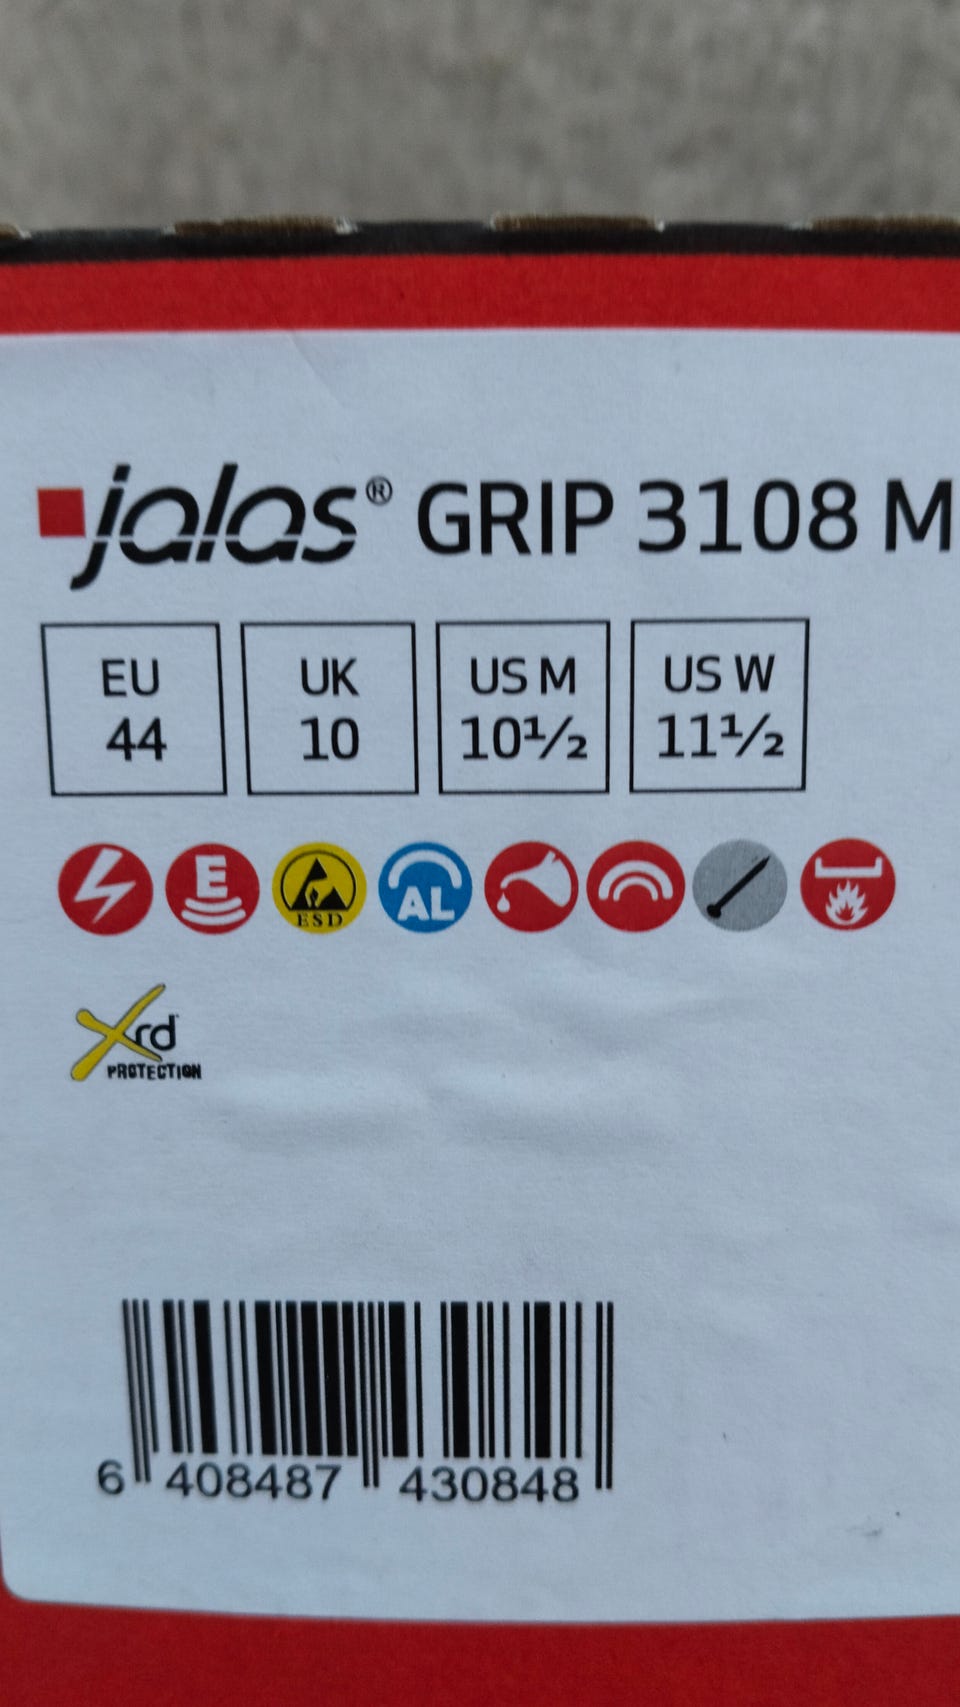 jalas® GRIP 3108 M
EU
44
UK
10
US M
10½
US W
11½
E
ESD
AL
xrd
PROTECTION
6 408487 430848